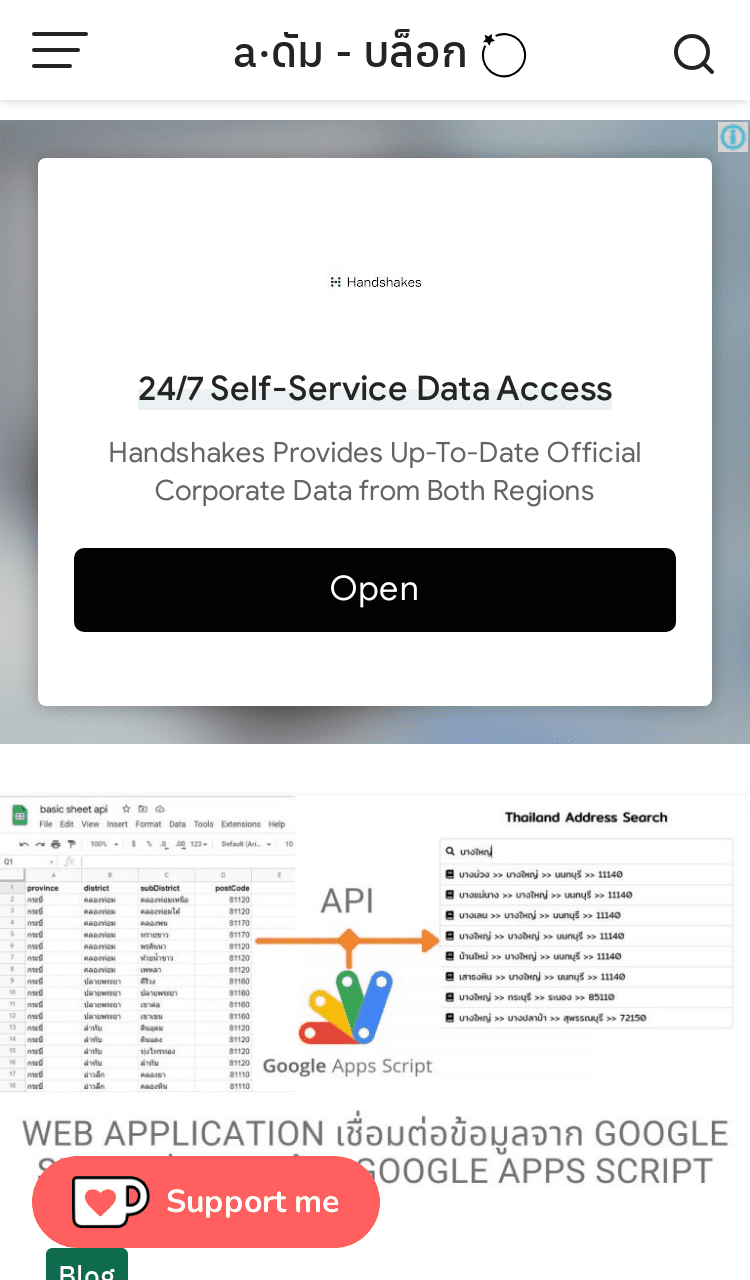 a·ดัม - บล็อก
Handshakes
24/7 Self-Service Data Access
Handshakes Provides Up-To-Date Official
Corporate Data from Both Regions
Open
basic sheet api
File Edit View Insert Format Data Tools Extensions Help
100% $ % .0 .00 123 Default (Ari... 10
Q1 fx
A B C D E
1 province district subDistrict postCode
2 กระบี่ คลองท่อม คลองท่อมเหนือ 81120
3 กระบี่ คลองท่อม คลองท่อมใต้ 81120
4 กระบี่ คลองท่อม คลองพน 81170
5 กระบี่ คลองท่อม ทรายขาว 81170
6 กระบี่ คลองท่อม พรุดินนา 81120
7 กระบี่ คลองท่อม ห้วยน้ำขาว 81120
8 กระบี่ คลองท่อม เพหลา 81120
9 กระบี่ ปลายพระยา คีรีวง 81160
10 กระบี่ ปลายพระยา ปลายพระยา 81160
11 กระบี่ ปลายพระยา เขาต่อ 81160
12 กระบี่ ปลายพระยา เขาเขน 81160
13 กระบี่ ลำทับ ดินอุดม 81120
14 กระบี่ ลำทับ ดินแดง 81120
15 กระบี่ ลำทับ ทุ่งไทรทอง 81120
16 กระบี่ ลำทับ ลำทับ 81120
17 กระบี่ อ่าวลึก คลองยา 81110
18 กระบี่ อ่าวลึก คลองหิน 81110
API
Google Apps Script
Thailand Address Search
บางใหญ่
บางม่วง >> บางใหญ่ >> นนทบุรี >> 11140
บางแม่นาง >> บางใหญ่ >> นนทบุรี >> 11140
บางเลน >> บางใหญ่ >> นนทบุรี >> 11140
บางใหญ่ >> บางใหญ่ >> นนทบุรี >> 11140
บ้านใหม่ >> บางใหญ่ >> นนทบุรี >> 11140
เสาธงหิน >> บางใหญ่ >> นนทบุรี >> 11140
บางใหญ่ >> กระบุรี >> ระนอง >> 85110
บางใหญ่ >> บางปลาม้า >> สุพรรณบุรี >> 72150
WEB APPLICATION เชื่อมต่อข้อมูลจาก GOOGLE
GOOGLE APPS SCRIPT
Support me
Blog